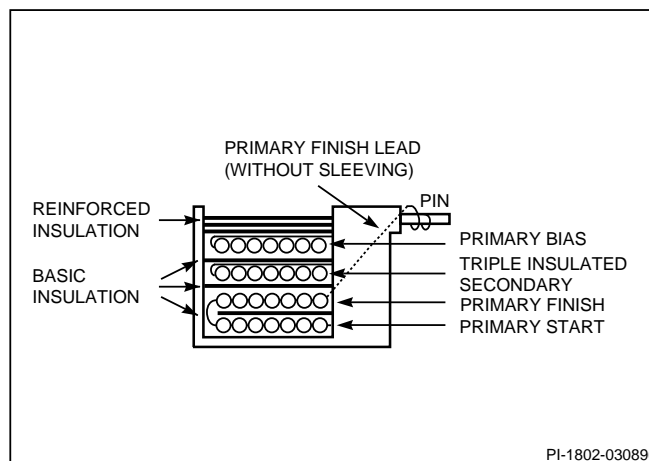 PRIMARY FINISH LEAD
(WITHOUT SLEEVING)
PIN
REINFORCED
INSULATION
PRIMARY BIAS
TRIPLE INSULATED
SECONDARY
BASIC
INSULATION
PRIMARY FINISH
PRIMARY START
PI-1802-03089